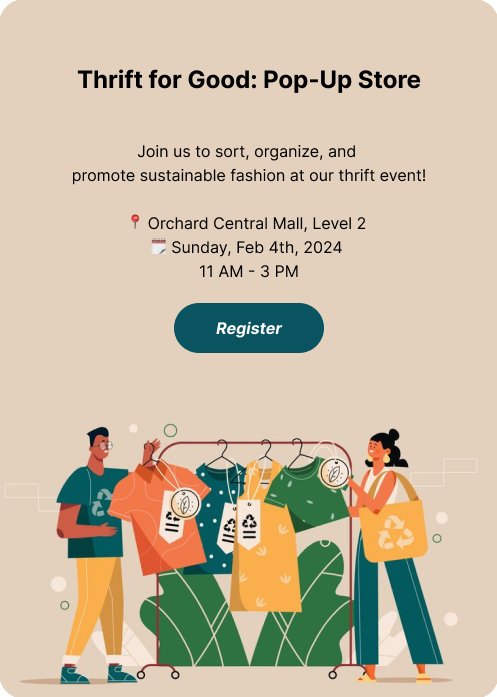 Thrift for Good: Pop-Up Store
Join us to sort, organize, and
promote sustainable fashion at our thrift event!
📍 Orchard Central Mall, Level 2
🗓️ Sunday, Feb 4th, 2024
11 AM - 3 PM
Register